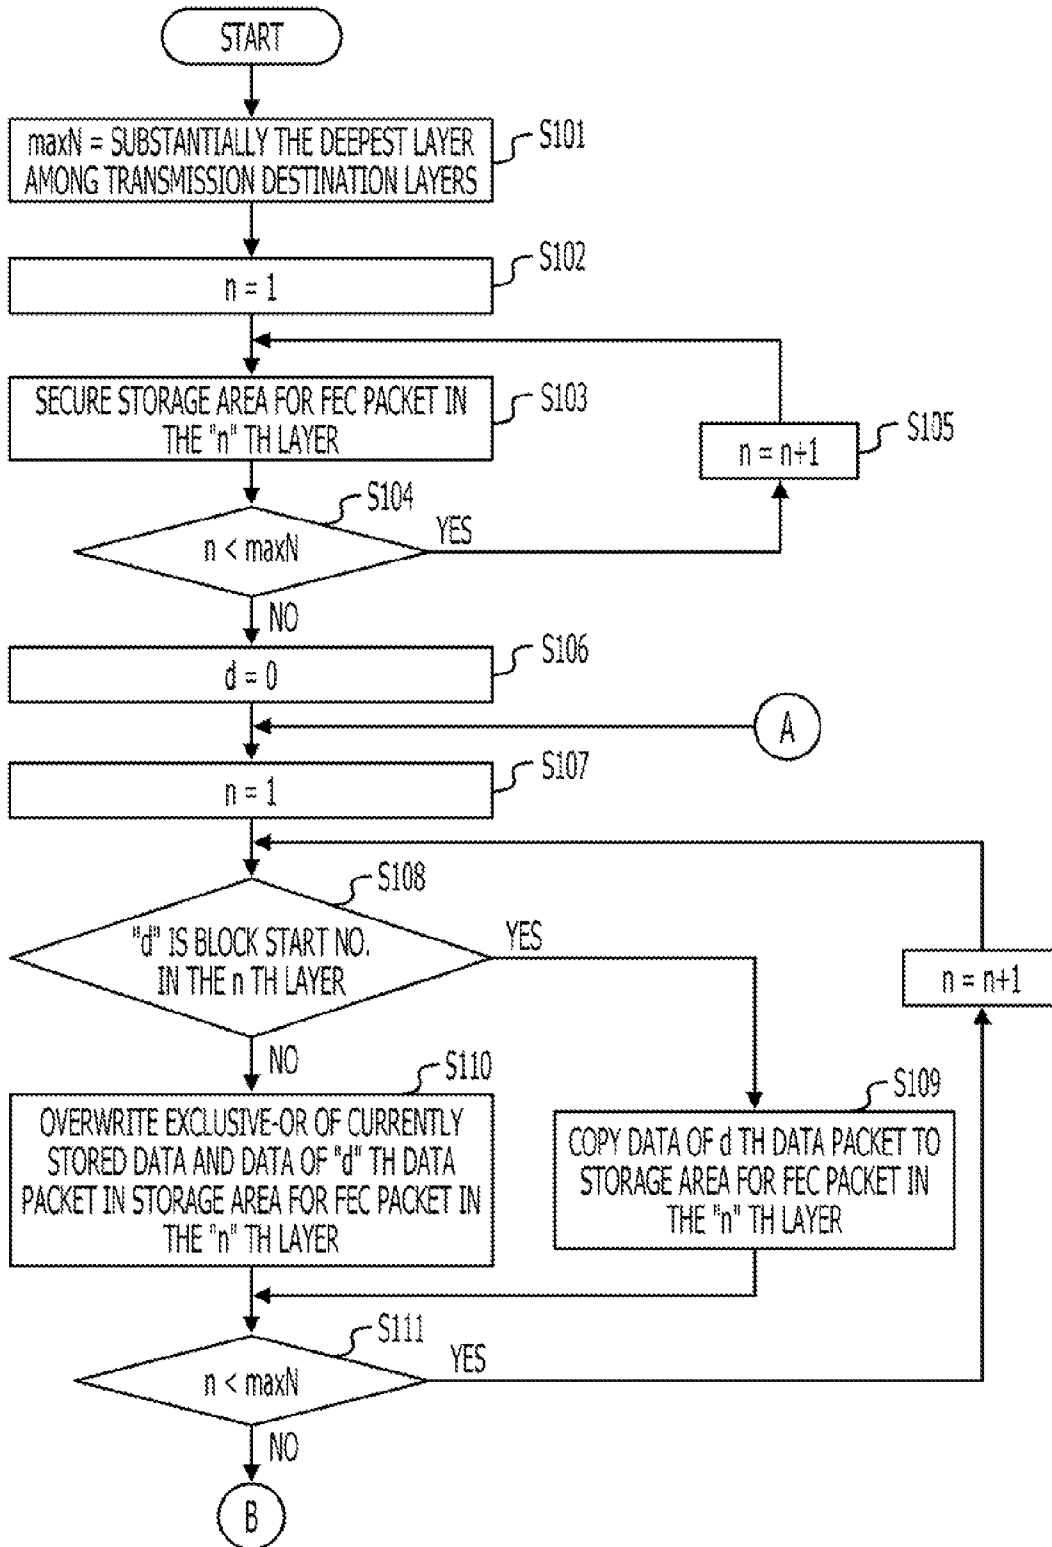 START
maxN = SUBSTANTIALLY THE DEEPEST LAYER
AMONG TRANSMISSION DESTINATION LAYERS
S101
n = 1
S102
SECURE STORAGE AREA FOR FEC PACKET IN
THE "n" TH LAYER
S103
n = n+1
S105
n < maxN
S104
YES
NO
d = 0
S106
A
n = 1
S107
"d" IS BLOCK START NO.
IN THE n TH LAYER
S108
YES
NO
n = n+1
OVERWRITE EXCLUSIVE-OR OF CURRENTLY
STORED DATA AND DATA OF "d" TH DATA
PACKET IN STORAGE AREA FOR FEC PACKET IN
THE "n" TH LAYER
S110
COPY DATA OF d TH DATA PACKET TO
STORAGE AREA FOR FEC PACKET IN
THE "n" TH LAYER
S109
n < maxN
S111
YES
NO
B